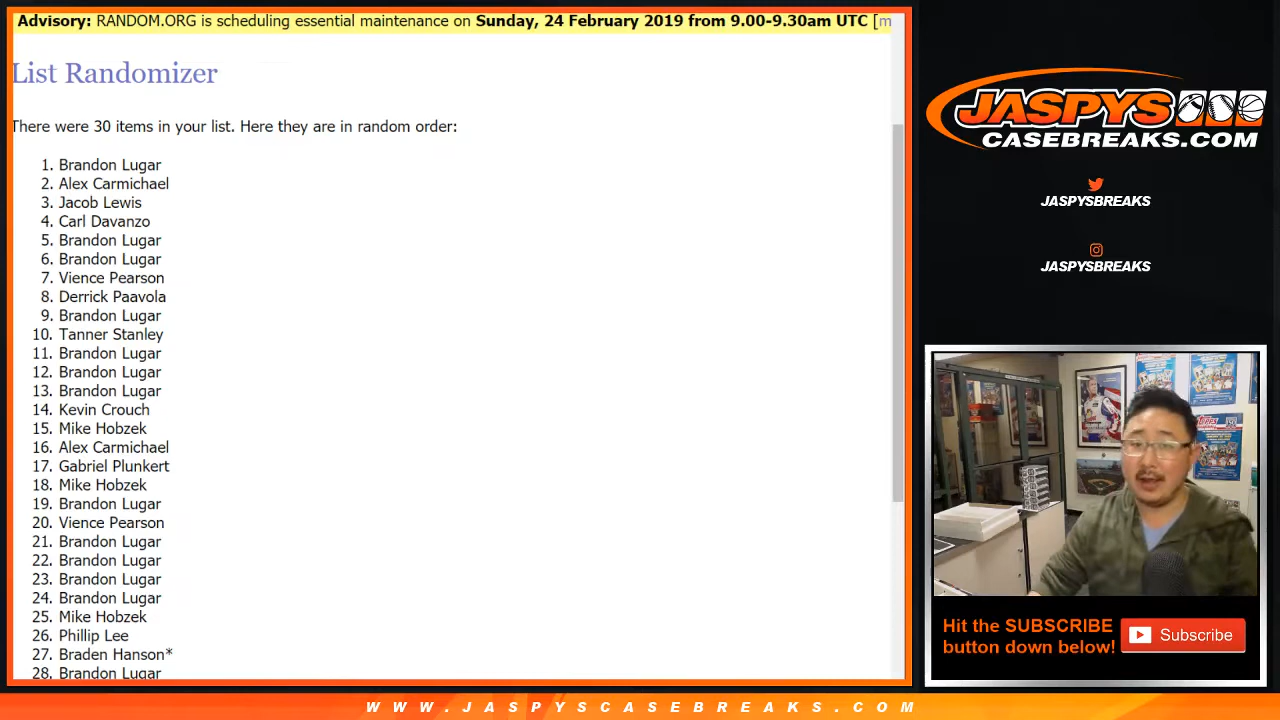 Advisory: RANDOM.ORG is scheduling essential maintenance on Sunday, 24 February 2019 from 9.00-9.30am UTC [m
List Randomizer
There were 30 items in your list. Here they are in random order:
1. Brandon Lugar
2. Alex Carmichael
3. Jacob Lewis
4. Carl Davanzo
5. Brandon Lugar
6. Brandon Lugar
7. Vience Pearson
8. Derrick Paavola
9. Brandon Lugar
10. Tanner Stanley
11. Brandon Lugar
12. Brandon Lugar
13. Brandon Lugar
14. Kevin Crouch
15. Mike Hobzek
16. Alex Carmichael
17. Gabriel Plunkert
18. Mike Hobzek
19. Brandon Lugar
20. Vience Pearson
21. Brandon Lugar
22. Brandon Lugar
23. Brandon Lugar
24. Brandon Lugar
25. Mike Hobzek
26. Phillip Lee
27. Braden Hanson*
28. Brandon Lugar
JASPYS
CASEBREAKS.COM
JASPYSBREAKS
JASPYSBREAKS
Hit the SUBSCRIBE
button down below!
Subscribe
WWW.JASPYSCASEBREAKS.COM